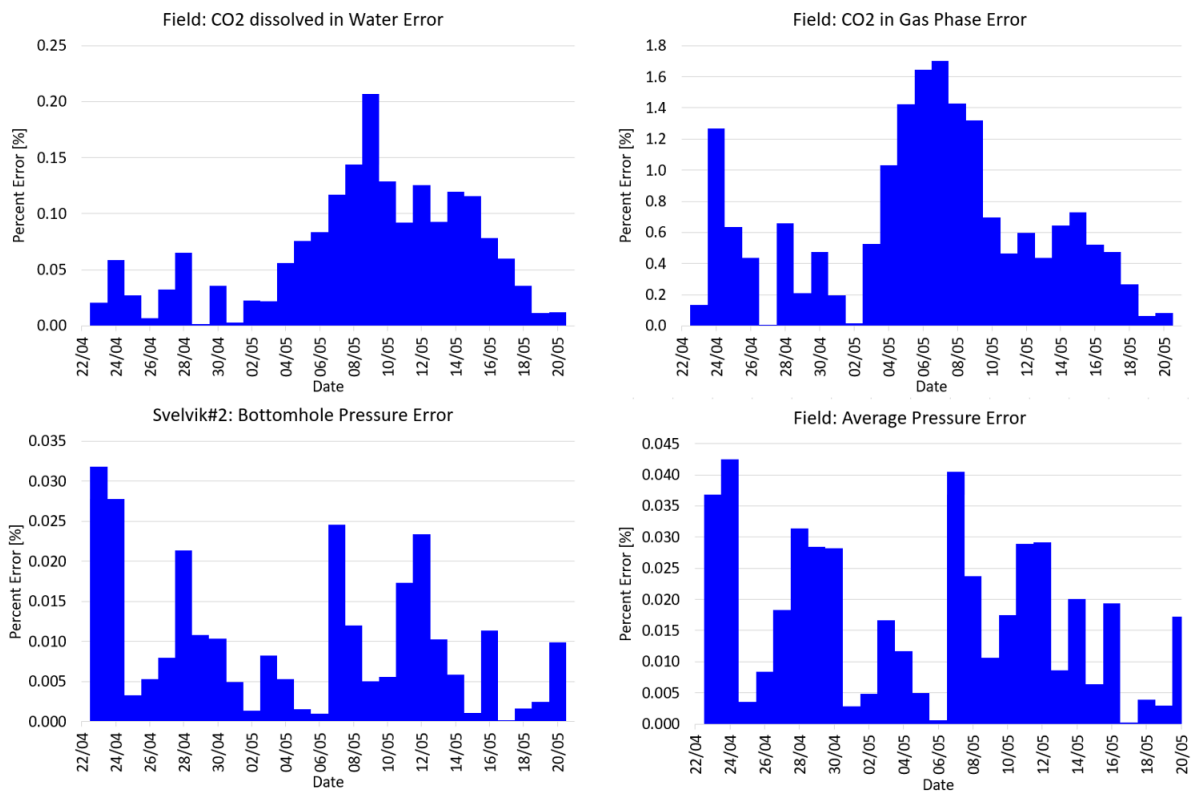 Field: CO2 dissolved in Water Error
Percent Error [%]
0.25
0.20
0.15
0.10
0.05
0.00
22/04 24/04 26/04 28/04 30/04 02/05 04/05 06/05 08/05 10/05 12/05 14/05 16/05 18/05 20/05
Date
Field: CO2 in Gas Phase Error
Percent Error [%]
1.8
1.6
1.4
1.2
1.0
0.8
0.6
0.4
0.2
0.0
22/04 24/04 26/04 28/04 30/04 02/05 04/05 06/05 08/05 10/05 12/05 14/05 16/05 18/05 20/05
Date
Svelvik#2: Bottomhole Pressure Error
Percent Error [%]
0.035
0.030
0.025
0.020
0.015
0.010
0.005
0.000
22/04 24/04 26/04 28/04 30/04 02/05 04/05 06/05 08/05 10/05 12/05 14/05 16/05 18/05 20/05
Date
Field: Average Pressure Error
Percent Error [%]
0.045
0.040
0.035
0.030
0.025
0.020
0.015
0.010
0.005
0.000
22/04 24/04 26/04 28/04 30/04 02/05 04/05 06/05 08/05 10/05 12/05 14/05 16/05 18/05 20/05
Date